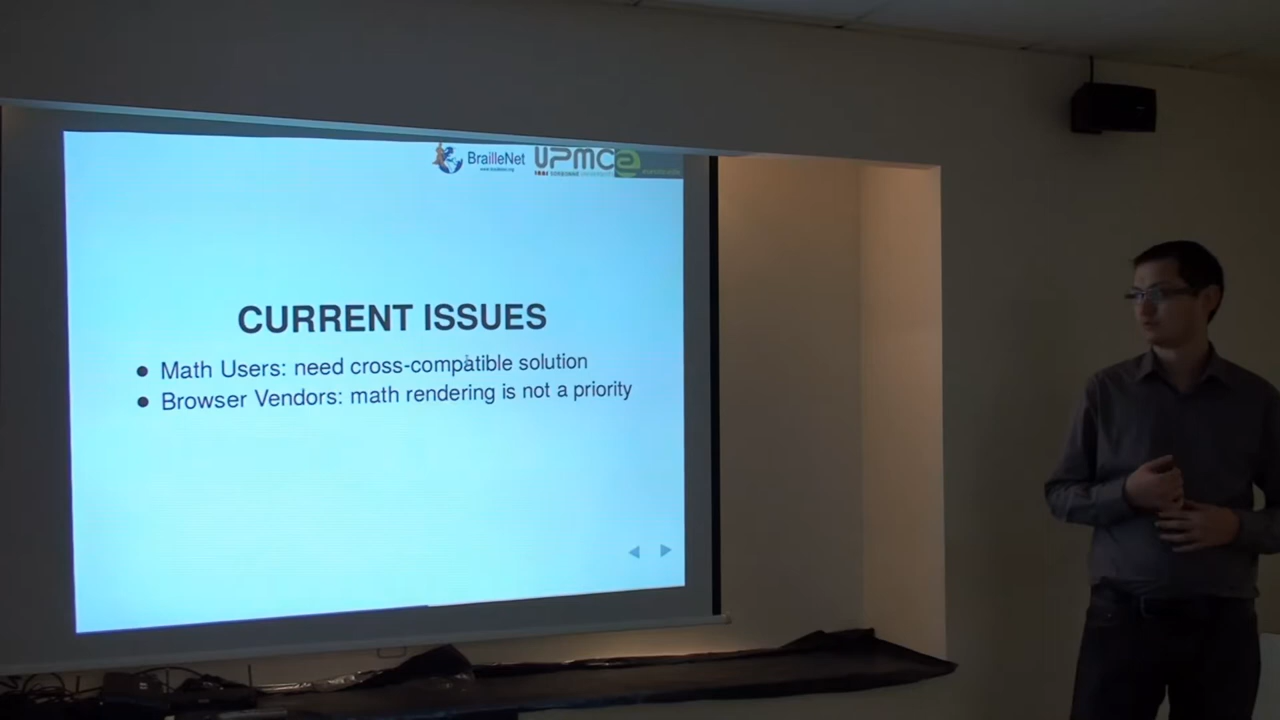 BrailleNet
UPMC
CURRENT ISSUES
Math Users: need cross-compatible solution
Browser Vendors: math rendering is not a priority